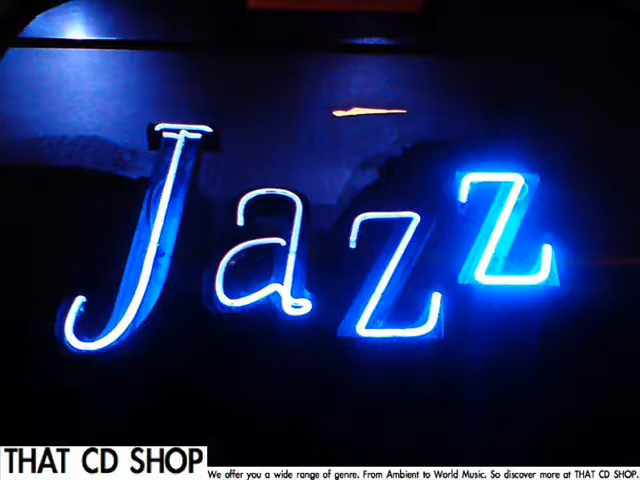 Jazz
THAT CD SHOP
We offer you a wide range of genre. From Ambient to World Music. So discover more at THAT CD SHOP.